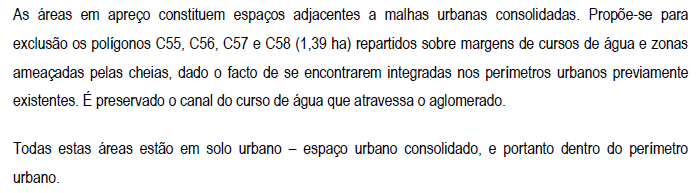 As áreas em apreço constituem espaços adjacentes a malhas urbanas consolidadas. Propõe-se para
exclusão os polígonos C55, C56, C57 e C58 (1,39 ha) repartidos sobre margens de cursos de água e zonas
ameaçadas pelas cheias, dado o facto de se encontrarem integradas nos perímetros urbanos previamente
existentes. É preservado o canal do curso de água que atravessa o aglomerado.
Todas estas áreas estão em solo urbano – espaço urbano consolidado, e portanto dentro do perímetro
urbano.